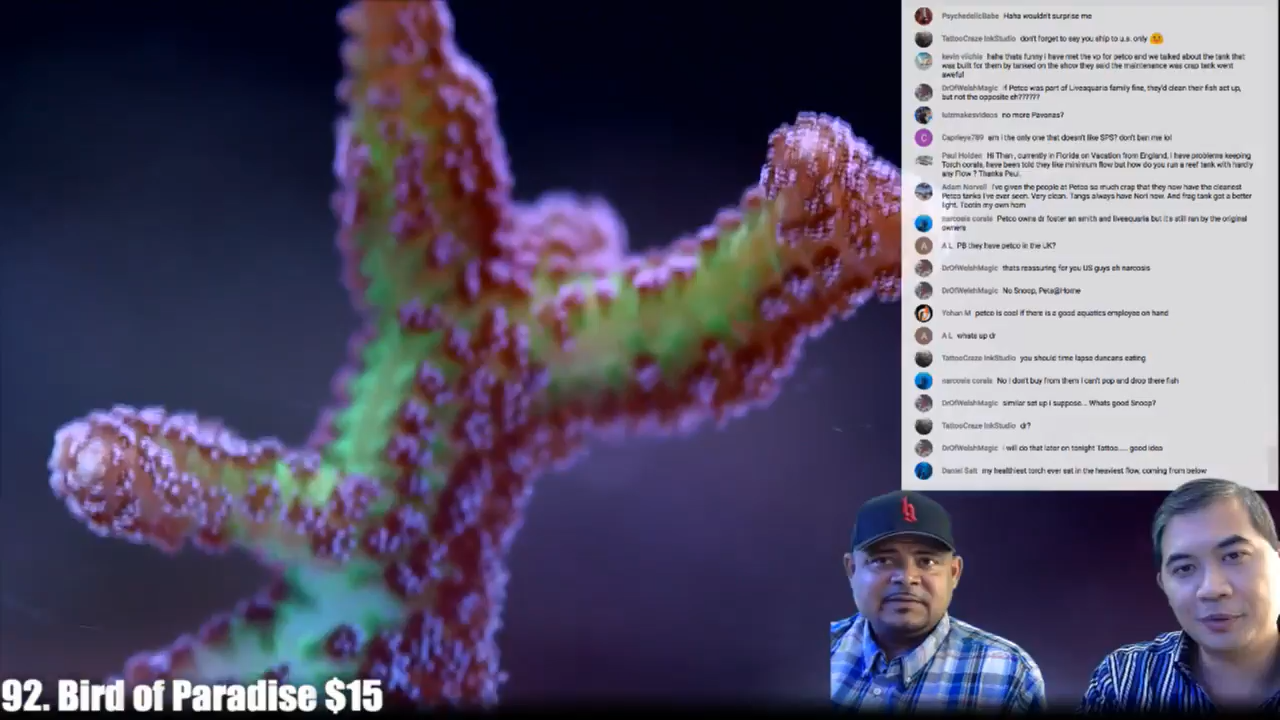 PsychedelicBabe Haha wouldn't surprise me
TattooCraze InkStudio don't forget to say you ship to u.s. only
kevin vlichis haha thats funny i have met the vp for petco and we talked about the tank that
was built for them by tanked on the show they said the maintenance was crap tank went
aweful
DrOfWelshMagic if Petco was part of Liveaquaria family fine, they'd clean their fish act up,
but not the opposite eh??????
lutzmakesvideos no more Pavonas?
Caprieye789 am i the only one that doesn't like SPS? don't ban me lol
Paul Holden Hi Than , currently in Florida on Vacation from England, I have problems keeping
Torch corals, have been told they like minimum flow but how do you run a reef tank with hardly
any Flow ? Thanks Paul.
Adam Norvell I've given the people at Petco so much crap that they now have the cleanest
Petco tanks I've ever seen. Very clean. Tangs always have Nori now. And frag tank got a better
light. Tootin my own horn
narcosis corals Petco owns dr foster an smith and liveaquaria but it's still ran by the original
owners
A L PB they have petco in the UK?
DrOfWelshMagic thats reassuring for you US guys eh narcosis
DrOfWelshMagic No Snoop, Pets@Home
Yohan M petco is cool if there is a good aquatics employee on hand
A L whats up dr
TattooCraze InkStudio you should time lapse duncans eating
narcosis corals No I don't buy from them I can't pop and drop there fish
DrOfWelshMagic similar set up i suppose... Whats good Snoop?
TattooCraze InkStudio dr?
DrOfWelshMagic i will do that later on tonight Tattoo..... good idea
Daniel Salt my healthiest torch ever sat in the heaviest flow, coming from below
92. Bird of Paradise $15